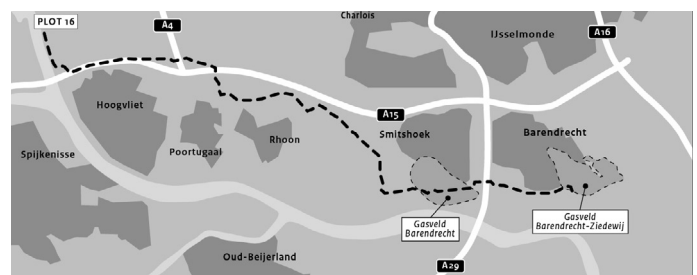 PLOT 16
A4
Charlois
IJsselmonde
A16
Hoogvliet
A15
Smitshoek
Barendrecht
Spijkenisse
Poortugaal
Rhoon
Gasveld
Barendrecht
Gasveld
Barendrecht-Ziedewij
Oud-Beijerland
A29